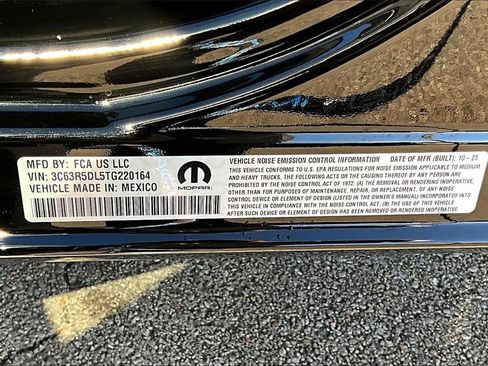 MFD BY: FCA US LLC
VIN: 3C63R5DL5TG220164
VEHICLE MADE IN: MEXICO
MOPAR
VEHICLE NOISE EMISSION CONTROL INFORMATION DATE OF MFR (BUILT): 10-25
THIS VEHICLE CONFORMS TO U.S. EPA REGULATIONS FOR NOISE EMISSION APPLICABLE TO MEDIUM
AND HEAVY TRUCKS. THE FOLLOWING ACTS OR CAUSING THEREOF BY ANY PERSON ARE
PROHIBITED BY THE NOISE CONTROL ACT OF 1972: (A) THE REMOVAL OR RENDERING INOPERATIVE,
OTHER THAN FOR PURPOSES OF MAINTENANCE, REPAIR, OR REPLACEMENT, OF ANY NOISE
CONTROL DEVICE OR ELEMENT OF DESIGN (LISTED IN THE OWNER'S MANUAL) INCORPORATED INTO
THIS VEHICLE IN COMPLIANCE WITH THE NOISE CONTROL ACT; (B) THE USE OF THIS VEHICLE AFTER
SUCH DEVICE OR ELEMENT OF DESIGN HAS BEEN REMOVED OR RENDERED INOPERATIVE